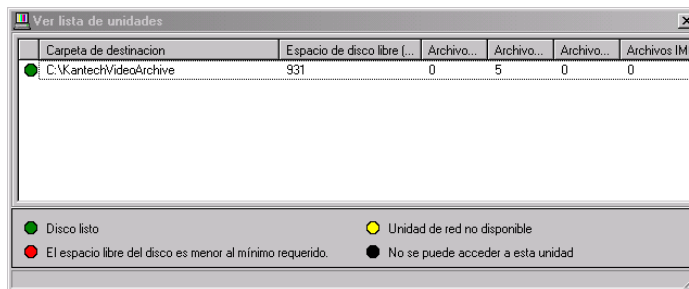 Ver lista de unidades
Carpeta de destinacion Espacio de disco libre (... Archivo... Archivo... Archivo... Archivos IM
C:\KantechVideoArchive 931 0 5 0 0
Disco listo Unidad de red no disponible
El espacio libre del disco es menor al mínimo requerido. No se puede acceder a esta unidad